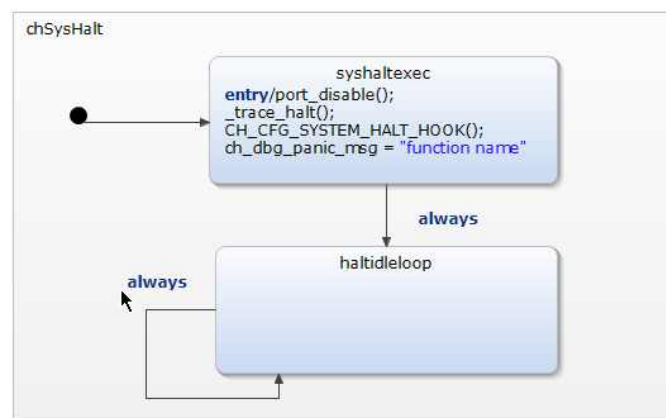 chSysHalt
syshaltexec
entry/port_disable();
_trace_halt();
CH_CFG_SYSTEM_HALT_HOOK();
ch_dbg_panic_msg = "function name"
always
haltidleloop
always